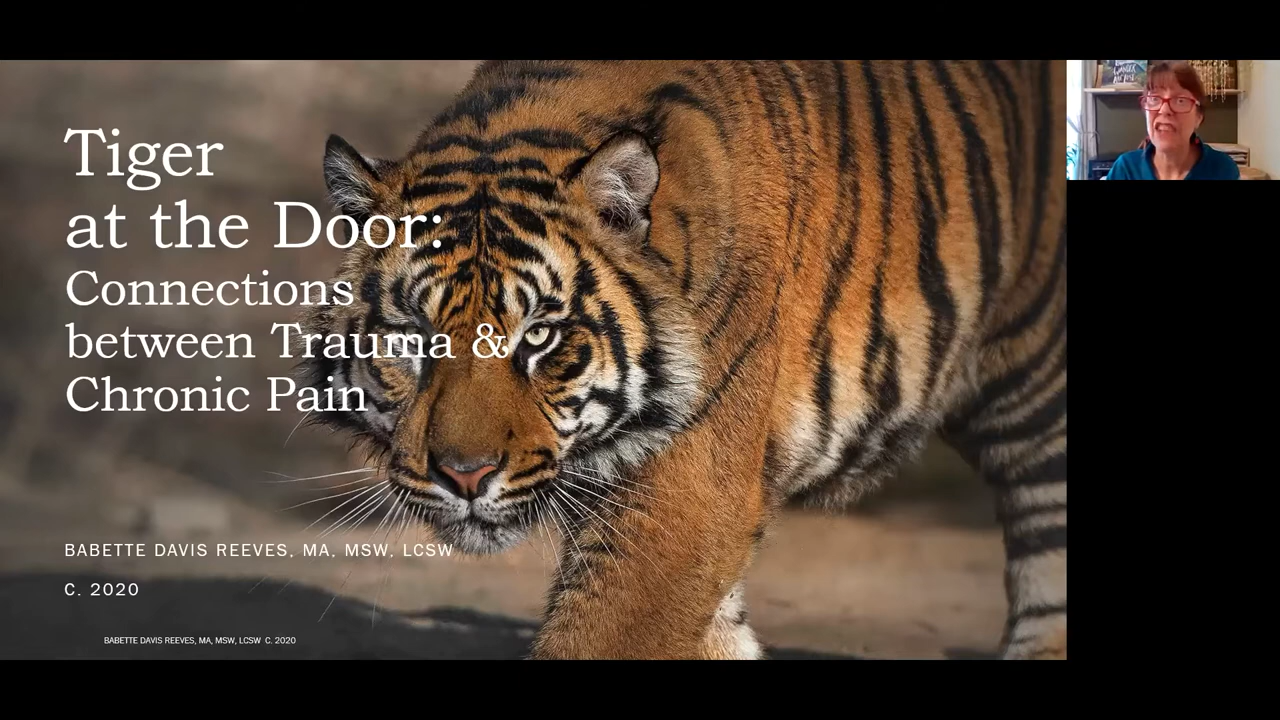 Tiger
at the Door:
Connections
between Trauma &
Chronic Pain
BABETTE DAVIS REEVES, MA, MSW, LCSW
C. 2020
BABETTE DAVIS REEVES, MA, MSW, LCSW C. 2020